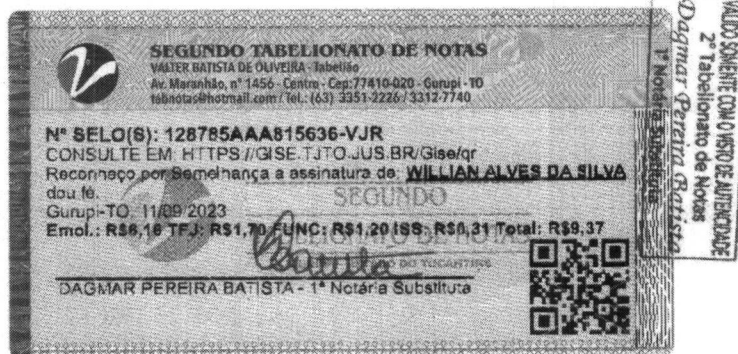 SEGUNDO TABELIONATO DE NOTAS
VALTER BATISTA DE OLIVEIRA - Tabelião
Av. Maranhão, nº 1456 - Centro - Cep:77410-020 - Gurupi - TO
tabnotas@hotmail.com / Tel.: (63) 3351-2226 / 3312-7740
Nº SELO(S): 128785AAA815636-VJR
CONSULTE EM: HTTPS://GISE.TJTO.JUS.BR/Gise/qr
Reconheço por Semelhança a assinatura de: WILLIAN ALVES DA SILVA
dou fé.
SEGUNDO
Gurupi-TO, 11/09/2023
Emol.: R$6,16 TFJ: R$1,70 FUNC: R$1,20 ISS: R$0,31 Total: R$9,37
DO TOCANTINS
DAGMAR PEREIRA BATISTA - 1ª Notária Substituta
VALIDO SOMENTE COM O VISTO DE AUTENCIDADE
2º Tabelionato de Notas
Dagmar Pereira Batista
1ª Notária Substituta